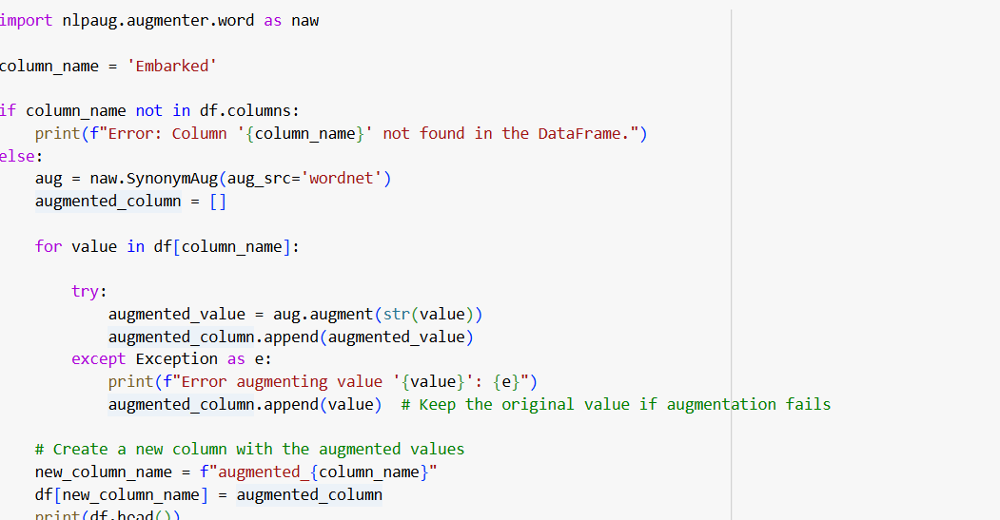 import nlpaug.augmenter.word as naw
column_name = 'Embarked'
if column_name not in df.columns:
print(f"Error: Column '{column_name}' not found in the DataFrame.")
else:
aug = naw.SynonymAug(aug_src='wordnet')
augmented_column = []
for value in df[column_name]:
try:
augmented_value = aug.augment(str(value))
augmented_column.append(augmented_value)
except Exception as e:
print(f"Error augmenting value '{value}': {e}")
augmented_column.append(value)  # Keep the original value if augmentation fails
# Create a new column with the augmented values
new_column_name = f"augmented_{column_name}"
df[new_column_name] = augmented_column
print(df.head())